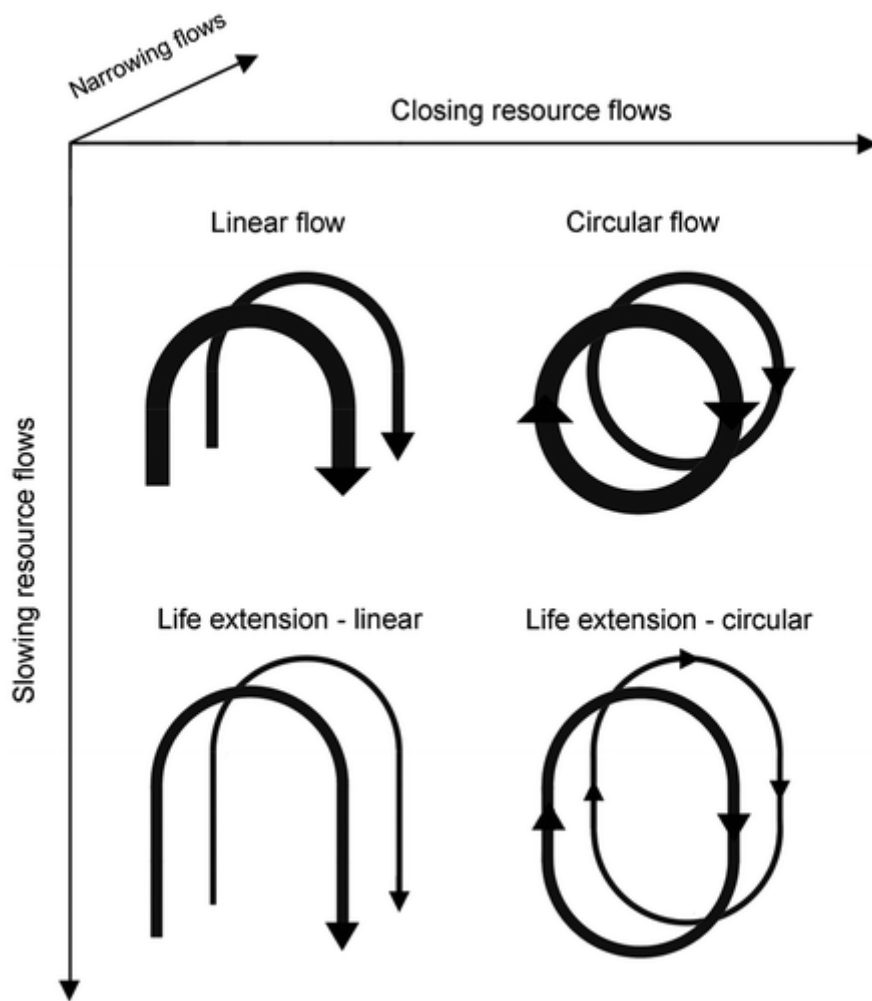 Narrowing flows
Closing resource flows
Linear flow
Circular flow
Slowing resource flows
Life extension - linear
Life extension - circular